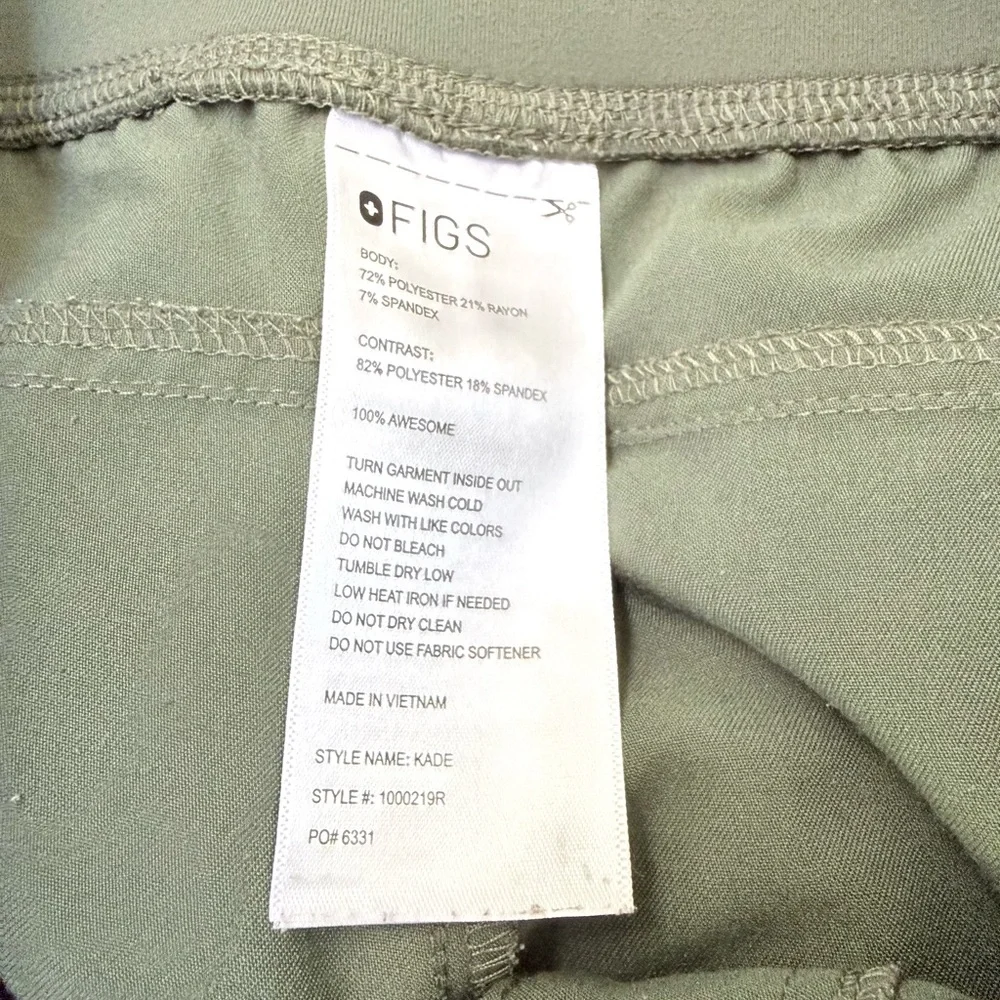 FIGS
BODY:
72% POLYESTER 21% RAYON
7% SPANDEX
CONTRAST:
82% POLYESTER 18% SPANDEX
100% AWESOME
TURN GARMENT INSIDE OUT
MACHINE WASH COLD
WASH WITH LIKE COLORS
DO NOT BLEACH
TUMBLE DRY LOW
LOW HEAT IRON IF NEEDED
DO NOT DRY CLEAN
DO NOT USE FABRIC SOFTENER
MADE IN VIETNAM
STYLE NAME: KADE
STYLE #: 1000219R
PO# 6331